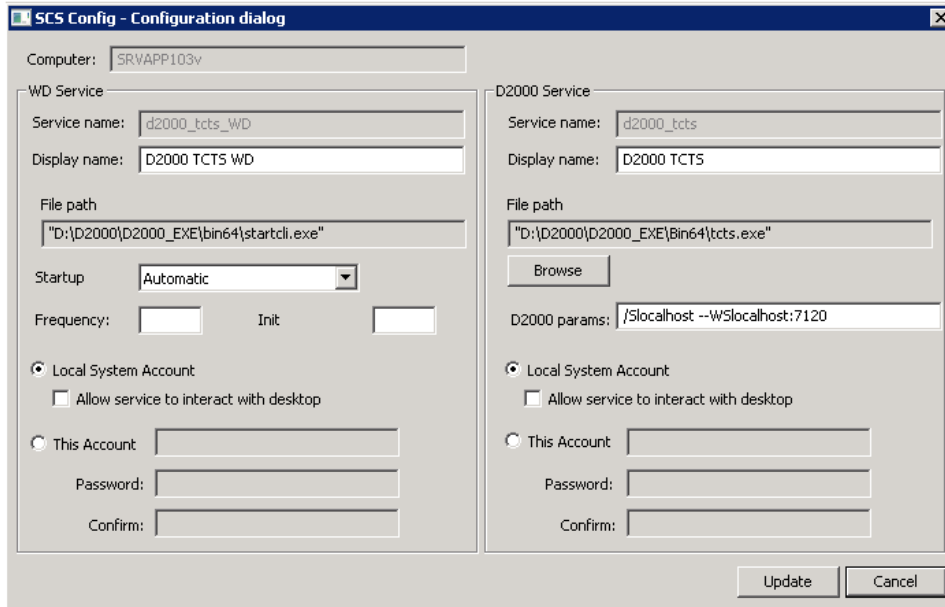 SCS Config - Configuration dialog
Computer: SRVAPP103v
WD Service
Service name: d2000_tcts_WD
Display name: D2000 TCTS WD
File path
"D:\D2000\D2000_EXE\bin64\startcli.exe"
Startup Automatic
Frequency: Init
Local System Account
Allow service to interact with desktop
This Account
Password:
Confirm:
D2000 Service
Service name: d2000_tcts
Display name: D2000 TCTS
File path
"D:\D2000\D2000_EXE\Bin64\tcts.exe"
Browse
D2000 params: /Slocalhost --WSlocalhost:7120
Local System Account
Allow service to interact with desktop
This Account
Password:
Confirm:
Update Cancel